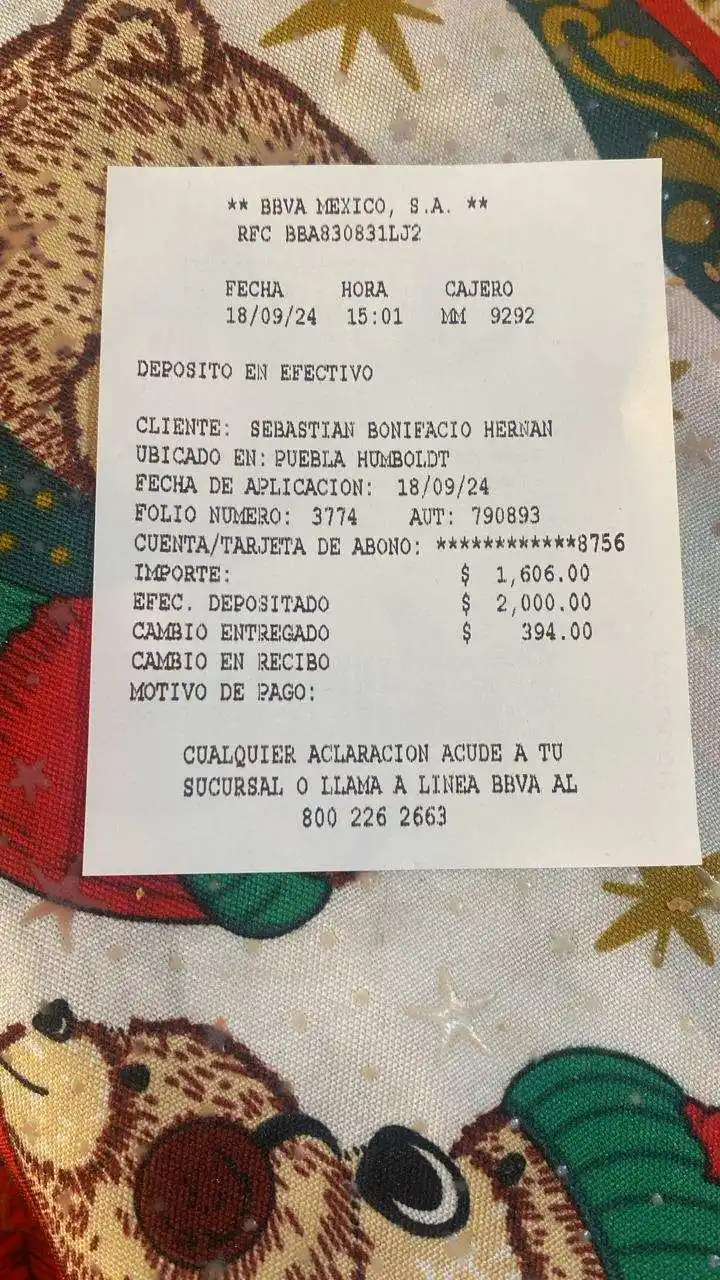 ** BBVA MEXICO, S.A. **
RFC BBA830831LJ2
FECHA HORA CAJERO
18/09/24 15:01 MM 9292
DEPOSITO EN EFECTIVO
CLIENTE: SEBASTIAN BONIFACIO HERNAN
UBICADO EN: PUEBLA HUMBOLDT
FECHA DE APLICACION: 18/09/24
FOLIO NUMERO: 3774 AUT: 790893
CUENTA/TARJETA DE ABONO: ************8756
IMPORTE: $ 1,606.00
EFEC. DEPOSITADO $ 2,000.00
CAMBIO ENTREGADO $ 394.00
CAMBIO EN RECIBO
MOTIVO DE PAGO:
CUALQUIER ACLARACION ACUDE A TU
SUCURSAL O LLAMA A LINEA BBVA AL
800 226 2663